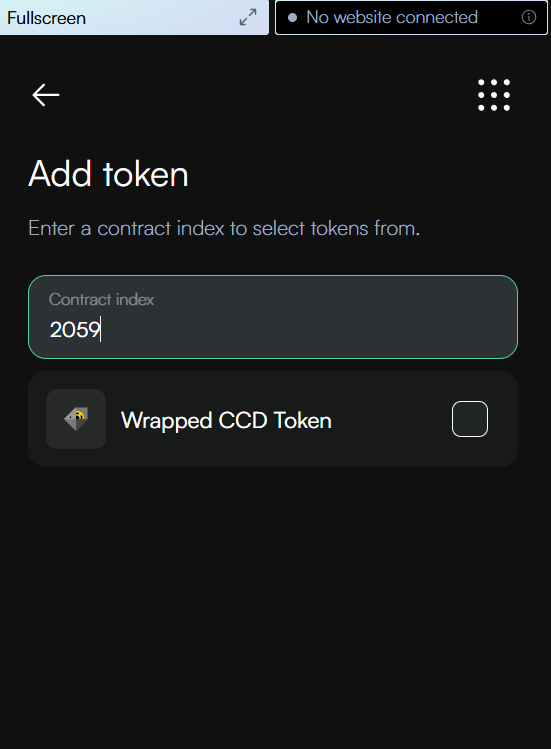 Fullscreen
No website connected
Add token
Enter a contract index to select tokens from.
Contract index
2059
Wrapped CCD Token